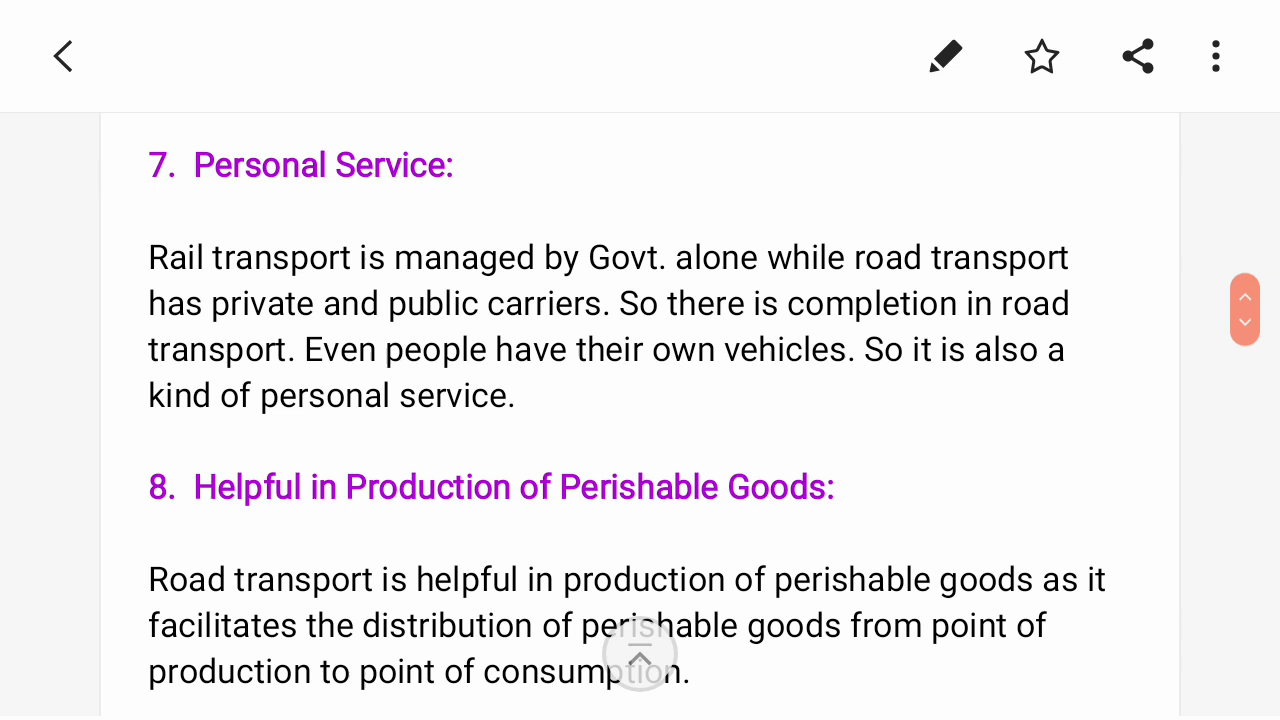 7. Personal Service:
Rail transport is managed by Govt. alone while road transport
has private and public carriers. So there is completion in road
transport. Even people have their own vehicles. So it is also a
kind of personal service.
8. Helpful in Production of Perishable Goods:
Road transport is helpful in production of perishable goods as it
facilitates the distribution of perishable goods from point of
production to point of consumption.